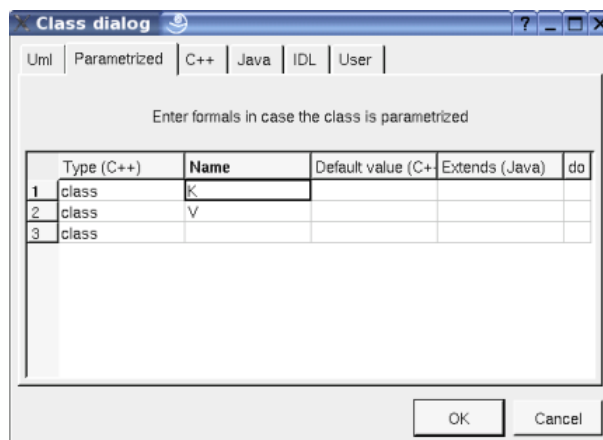 Class dialog ?
Uml Parametrized C++ Java IDL User
Enter formals in case the class is parametrized
Type (C++) Name Default value (C+ Extends (Java) do
1 class K
2 class V
3 class
OK Cancel